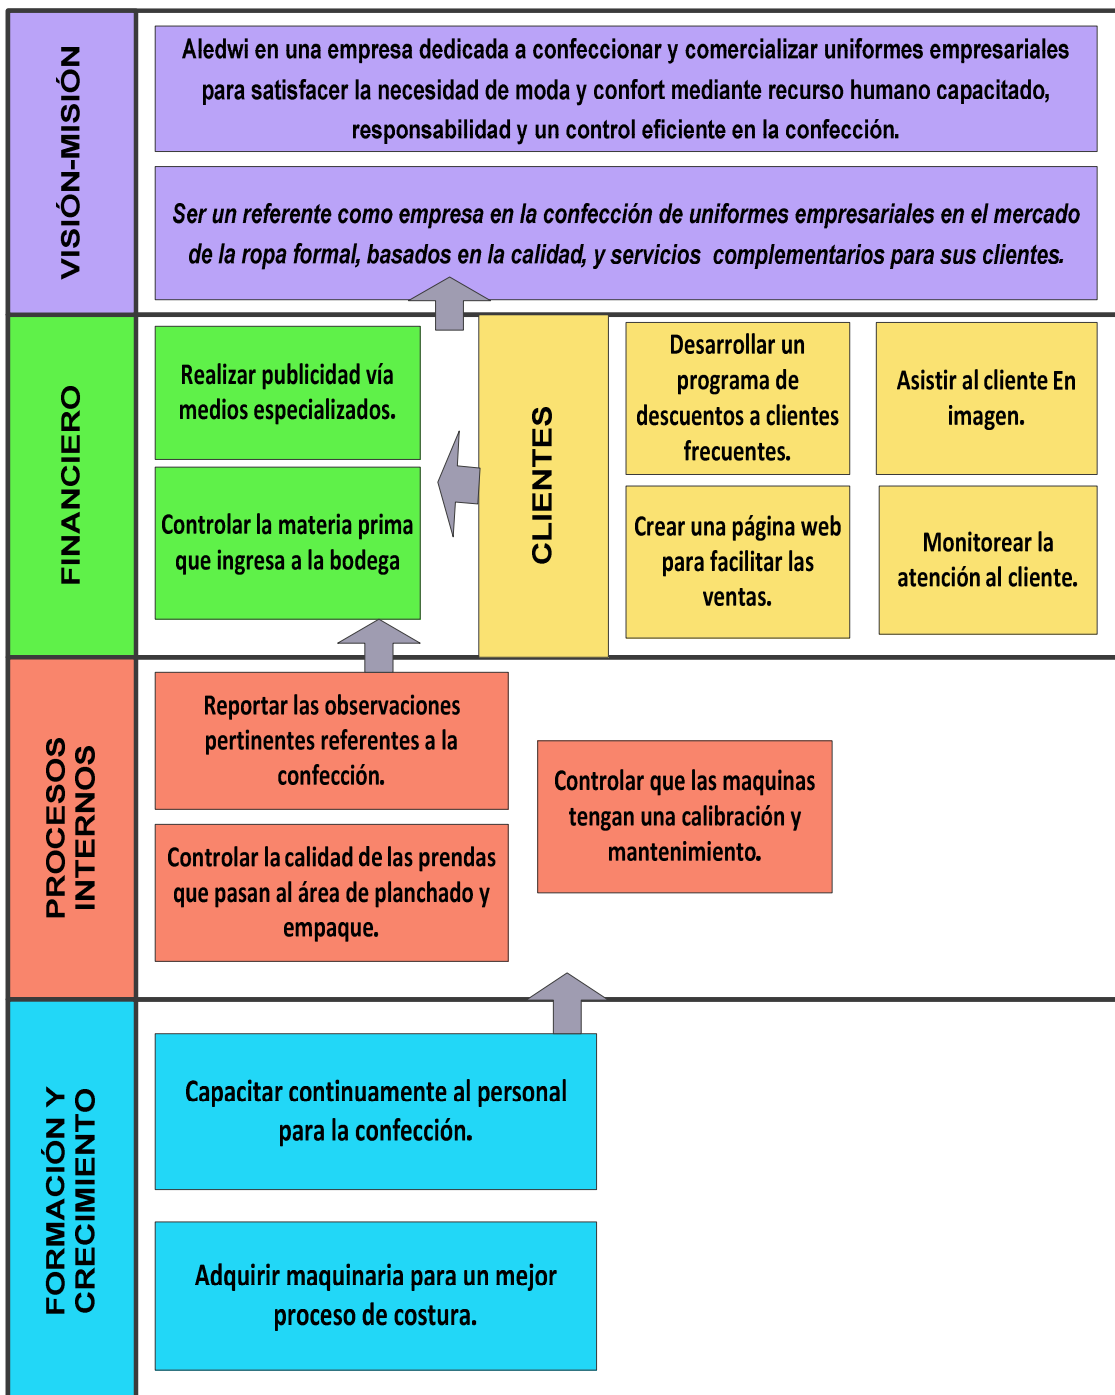 VISIÓN-MISIÓN
Aledwi en una empresa dedicada a confeccionar y comercializar uniformes empresariales
para satisfacer la necesidad de moda y confort mediante recurso humano capacitado,
responsabilidad y un control eficiente en la confección.
Ser un referente como empresa en la confección de uniformes empresariales en el mercado
de la ropa formal, basados en la calidad, y servicios complementarios para sus clientes.
FINANCIERO
Realizar publicidad vía
medios especializados.
Controlar la materia prima
que ingresa a la bodega
CLIENTES
Desarrollar un
programa de
descuentos a clientes
frecuentes.
Asistir al cliente En
imagen.
Crear una página web
para facilitar las
ventas.
Monitorear la
atención al cliente.
PROCESOS
INTERNOS
Reportar las observaciones
pertinentes referentes a la
confección.
Controlar la calidad de las prendas
que pasan al área de planchado y
empaque.
Controlar que las maquinas
tengan una calibración y
mantenimiento.
FORMACIÓN Y
CRECIMIENTO
Capacitar continuamente al personal
para la confección.
Adquirir maquinaria para un mejor
proceso de costura.